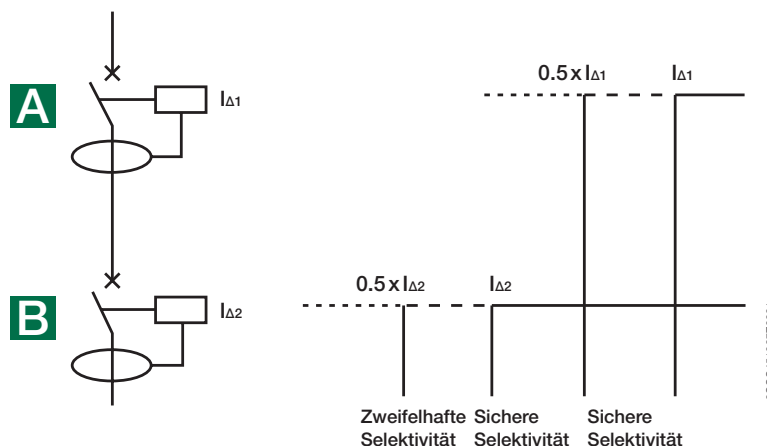 A
IΔ1
0.5 x IΔ1
IΔ1
B
IΔ2
0.5 x IΔ2
IΔ2
Zweifelhafte Selektivität
Sichere Selektivität
Sichere Selektivität